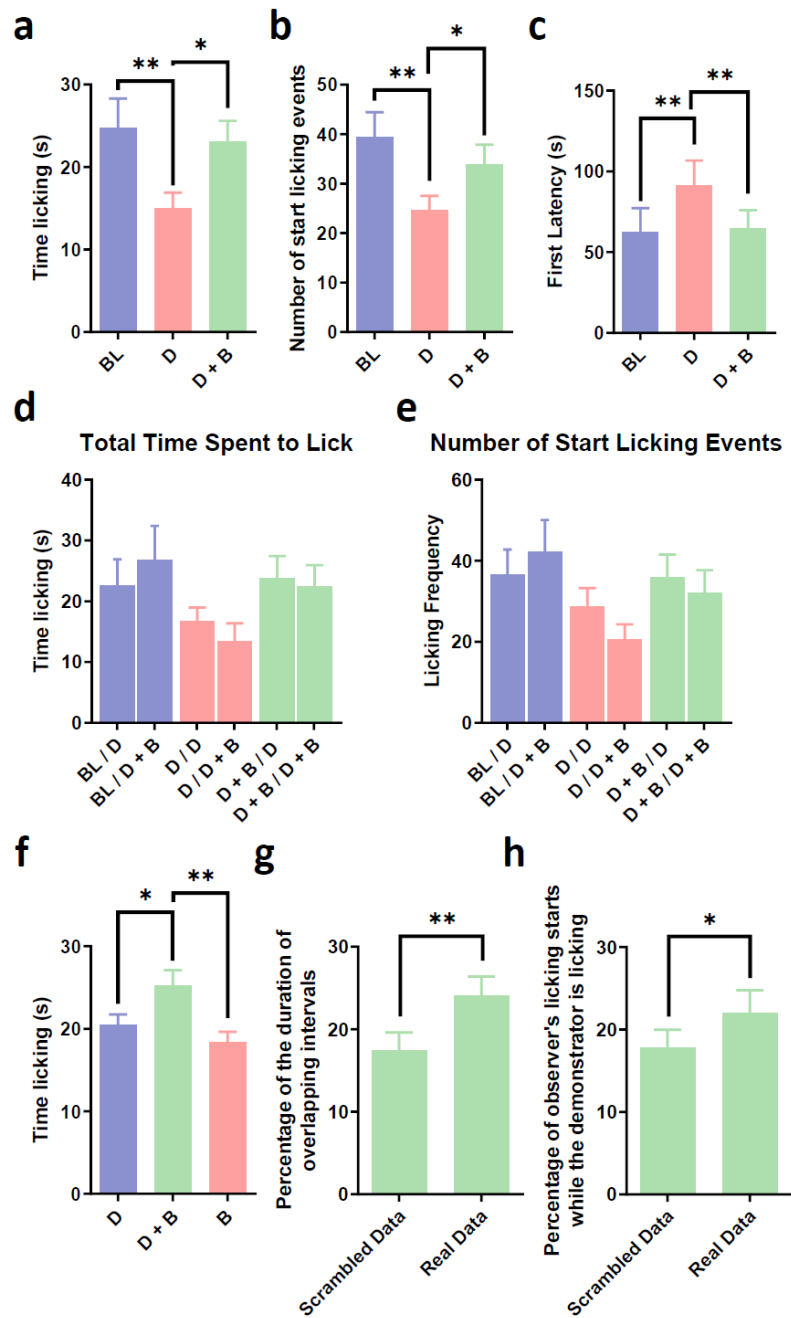 a
Time licking (s)
30
20
10
0
** *
BL
D
D + B
b
Number of start licking events
50
40
30
20
10
0
** *
BL
D
D + B
c
First Latency (s)
150
100
50
0
** **
BL
D
D + B
d
Total Time Spent to Lick
Time licking (s)
40
30
20
10
0
BL / D
BL / D + B
D / D
D / D + B
D + B / D
D + B / D + B
e
Number of Start Licking Events
Licking Frequency
60
40
20
0
BL / D
BL / D + B
D / D
D / D + B
D + B / D
D + B / D + B
f
Time licking (s)
30
20
10
0
* **
D
D + B
B
g
Percentage of the duration of
overlapping intervals
30
20
10
0
**
Scrambled Data
Real Data
h
Percentage of observer's licking starts
while the demonstrator is licking
30
20
10
0
*
Scrambled Data
Real Data